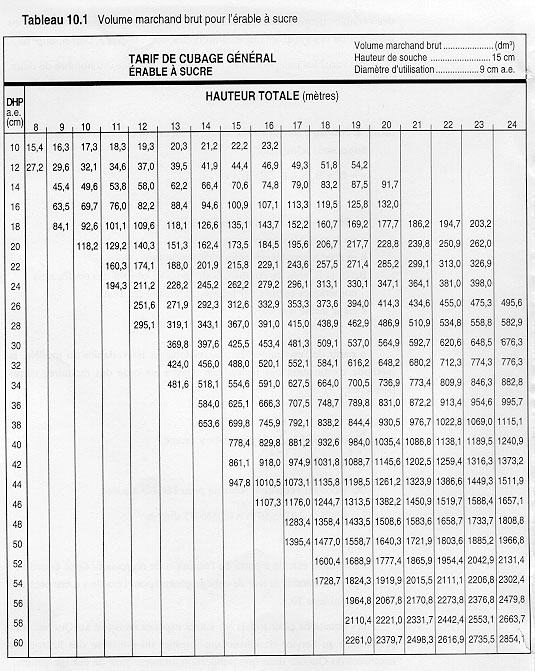 Tableau 10.1 Volume marchand brut pour l'érable à sucre
TARIF DE CUBAGE GÉNÉRAL
ÉRABLE À SUCRE
Volume marchand brut (dm³)
Hauteur de souche 15 cm
Diamètre d'utilisation 9 cm a.e.
DHP a.e. (cm)
HAUTEUR TOTALE (mètres)
8 9 10 11 12 13 14 15 16 17 18 19 20 21 22 23 24
10 15,4 16,3 17,3 18,3 19,3 20,3 21,2 22,2 23,2
12 27,2 29,6 32,1 34,6 37,0 39,5 41,9 44,4 46,9 49,3 51,8 54,2
14 45,4 49,6 53,8 58,0 62,2 66,4 70,6 74,8 79,0 83,2 87,5 91,7
16 63,5 69,7 76,0 82,2 88,4 94,6 100,9 107,1 113,3 119,5 125,8 132,0
18 84,1 92,6 101,1 109,6 118,1 126,6 135,1 143,7 152,2 160,7 169,2 177,7 186,2 194,7 203,2
20 118,2 129,2 140,3 151,3 162,4 173,5 184,5 195,6 206,7 217,7 228,8 239,8 250,9 262,0
22 160,3 174,1 188,0 201,9 215,8 229,1 243,6 257,5 271,4 285,2 299,1 313,0 326,9
24 194,3 211,2 228,2 245,2 262,2 279,2 296,1 313,1 330,1 347,1 364,1 381,0 398,0
26 251,6 271,9 292,3 312,6 332,9 353,3 373,6 394,0 414,3 434,6 455,0 475,3 495,6
28 295,1 319,1 343,1 367,0 391,0 415,0 438,9 462,9 486,9 510,9 534,8 558,8 582,9
30 369,8 397,6 425,5 453,4 481,3 509,1 537,0 564,9 592,7 620,6 648,5 676,3
32 424,0 456,0 488,0 520,1 552,1 584,1 616,2 648,2 680,2 712,3 774,3 776,3
34 481,6 518,1 554,6 591,0 627,5 664,0 700,5 736,9 773,4 809,9 846,3 882,8
36 584,0 625,1 666,3 707,5 748,7 789,8 831,0 872,2 913,4 954,6 995,7
38 653,6 699,8 745,9 792,1 838,2 844,4 930,5 976,7 1022,8 1069,0 1115,1
40 778,4 829,8 881,2 932,6 984,0 1035,4 1086,8 1138,1 1189,5 1240,9
42 861,1 918,0 974,9 1031,8 1088,7 1145,6 1202,5 1259,4 1316,3 1373,2
44 947,8 1010,5 1073,1 1135,8 1198,5 1261,2 1323,9 1386,6 1449,3 1511,9
46 1107,3 1176,0 1244,7 1313,5 1382,2 1450,9 1519,7 1588,4 1657,1
48 1283,4 1358,4 1433,5 1508,6 1583,6 1658,7 1733,7 1808,8
50 1395,4 1477,0 1558,7 1640,3 1721,9 1803,6 1885,2 1966,8
52 1600,4 1688,9 1777,4 1865,9 1954,4 2042,9 2131,4
54 1728,7 1824,3 1919,9 2015,5 2111,1 2206,8 2302,4
56 1964,8 2067,8 2170,8 2273,8 2376,8 2479,8
58 2110,4 2221,0 2331,7 2442,4 2553,1 2663,7
60 2261,0 2379,7 2498,3 2616,9 2735,5 2854,1